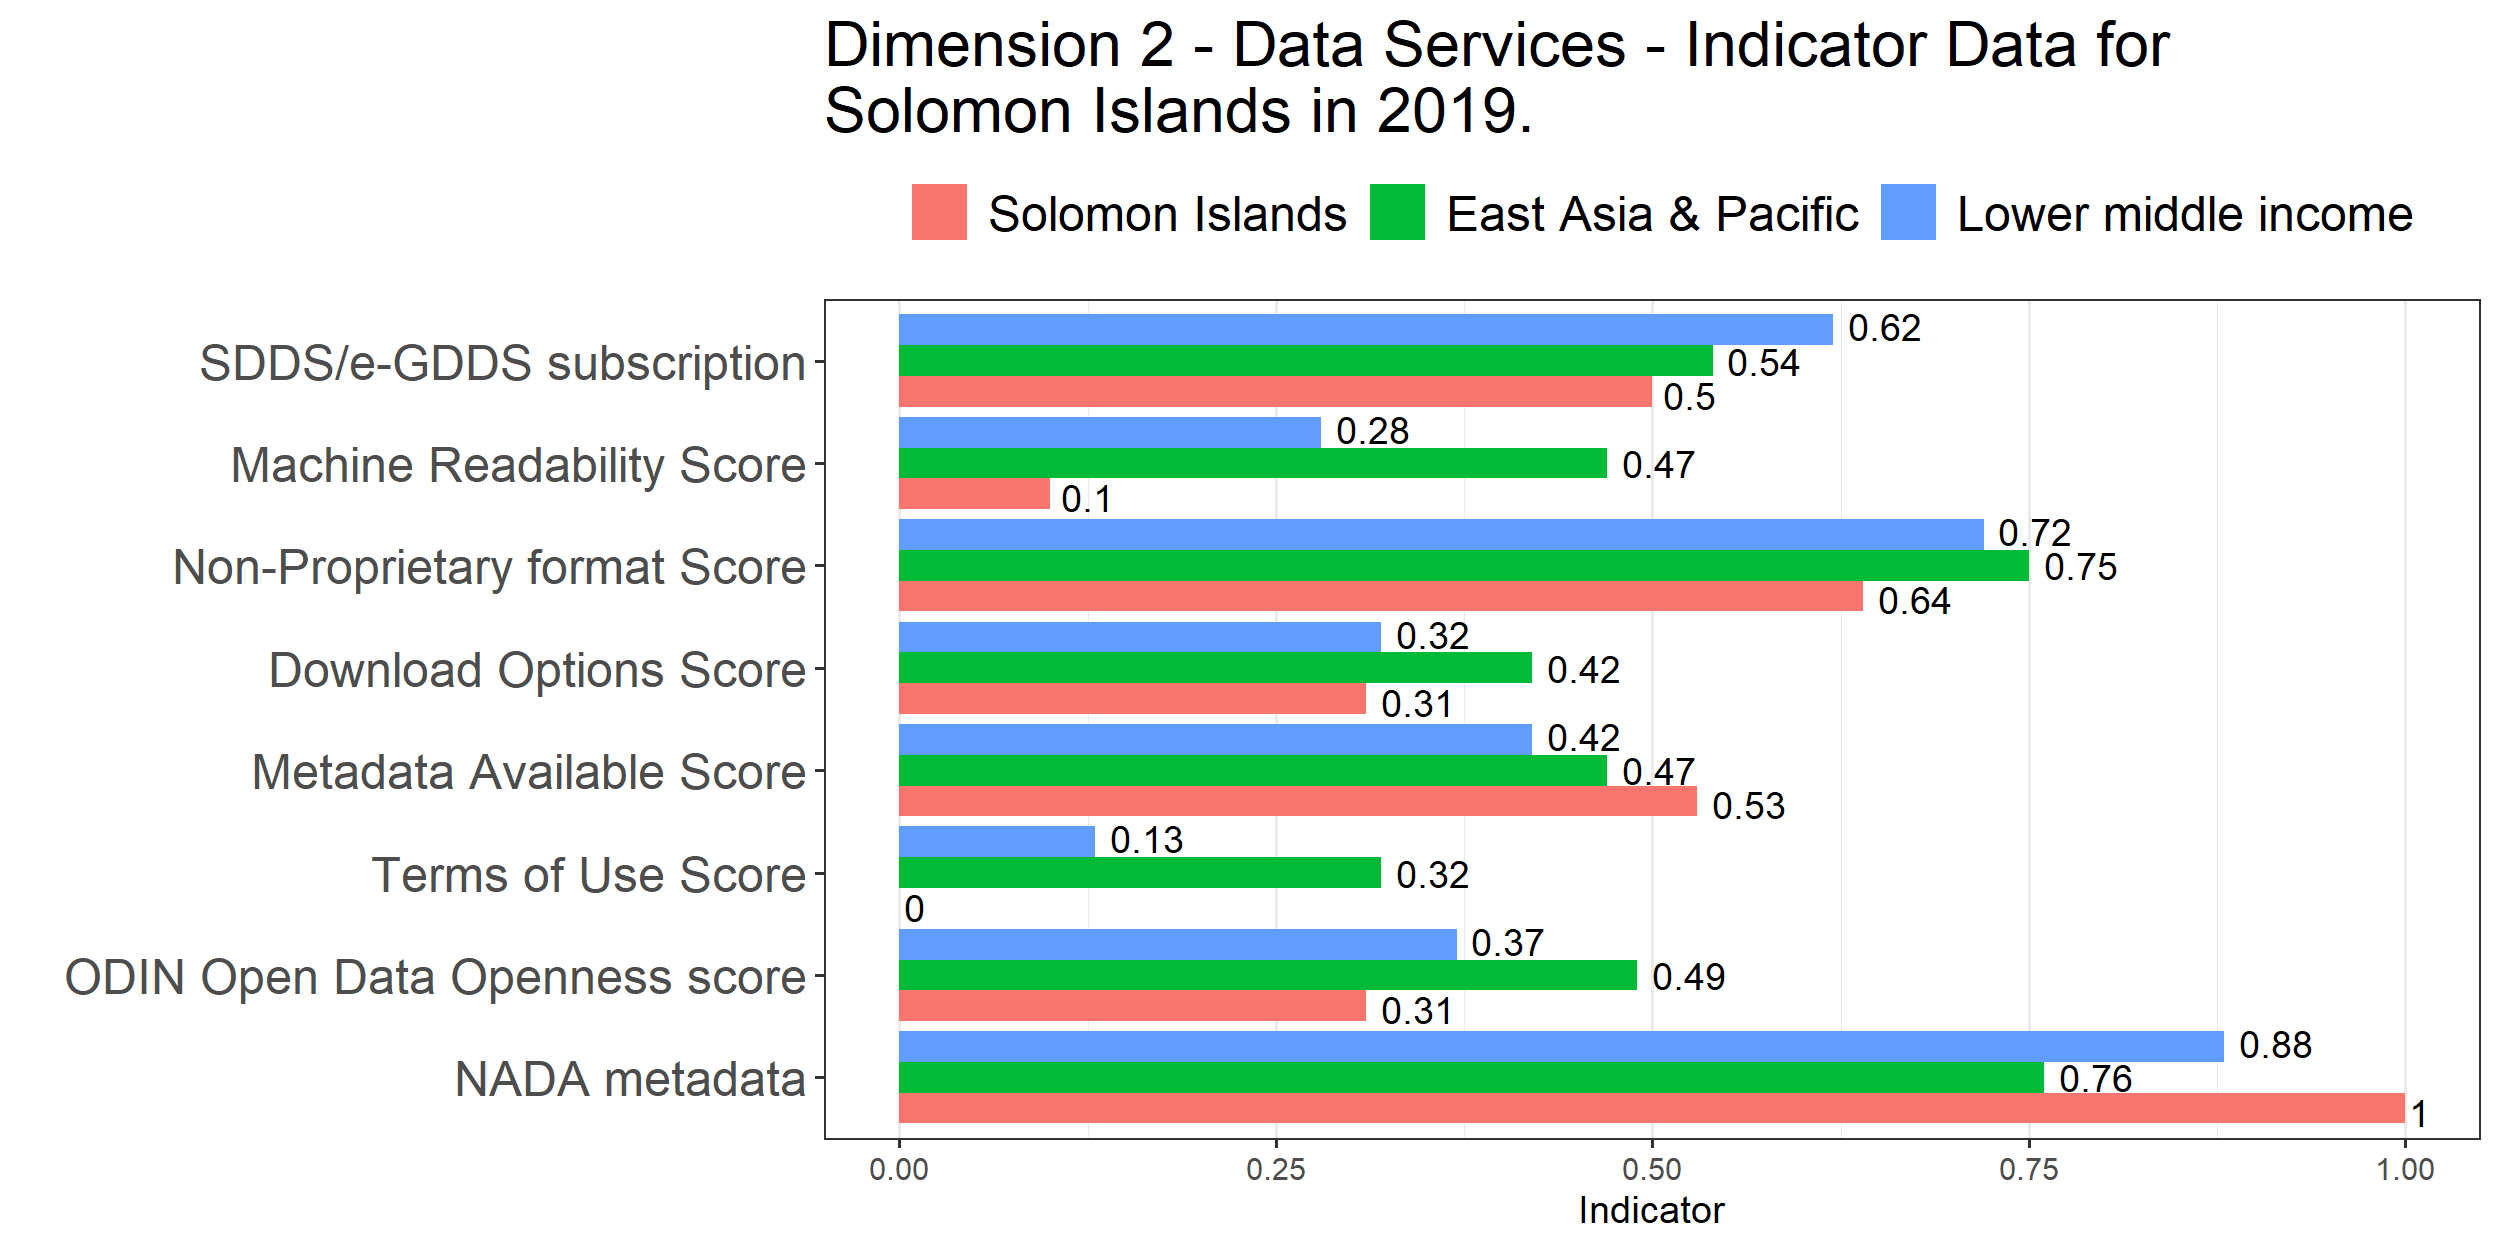 Dimension 2 - Data Services - Indicator Data for
Solomon Islands in 2019.
Solomon Islands East Asia & Pacific Lower middle income
SDDS/e-GDDS subscription
0.62
0.54
0.5
Machine Readability Score
0.28
0.47
0.1
Non-Proprietary format Score
0.72
0.75
0.64
Download Options Score
0.32
0.42
0.31
Metadata Available Score
0.42
0.47
0.53
Terms of Use Score
0.13
0.32
0
ODIN Open Data Openness score
0.37
0.49
0.31
NADA metadata
0.88
0.76
1
0.00 0.25 0.50 0.75 1.00
Indicator